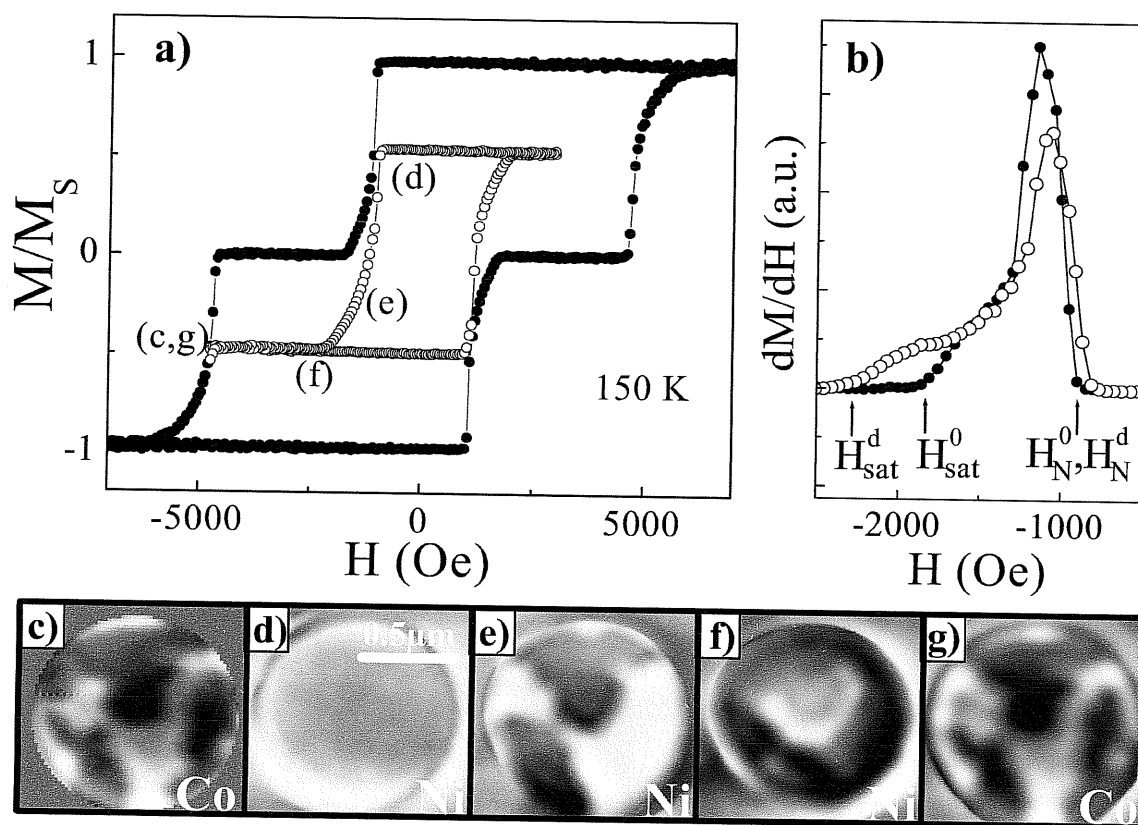 a)
M/M_S
1
0
-1
(d)
(e)
(c,g)
(f)
150 K
-5000 0 5000
H (Oe)
b)
dM/dH (a.u.)
H^d_sat H^0_sat H^0_N,H^d_N
-2000 -1000
H (Oe)
c) Co
d) 0.5μm Ni
e) Ni
f) Ni
g) Co